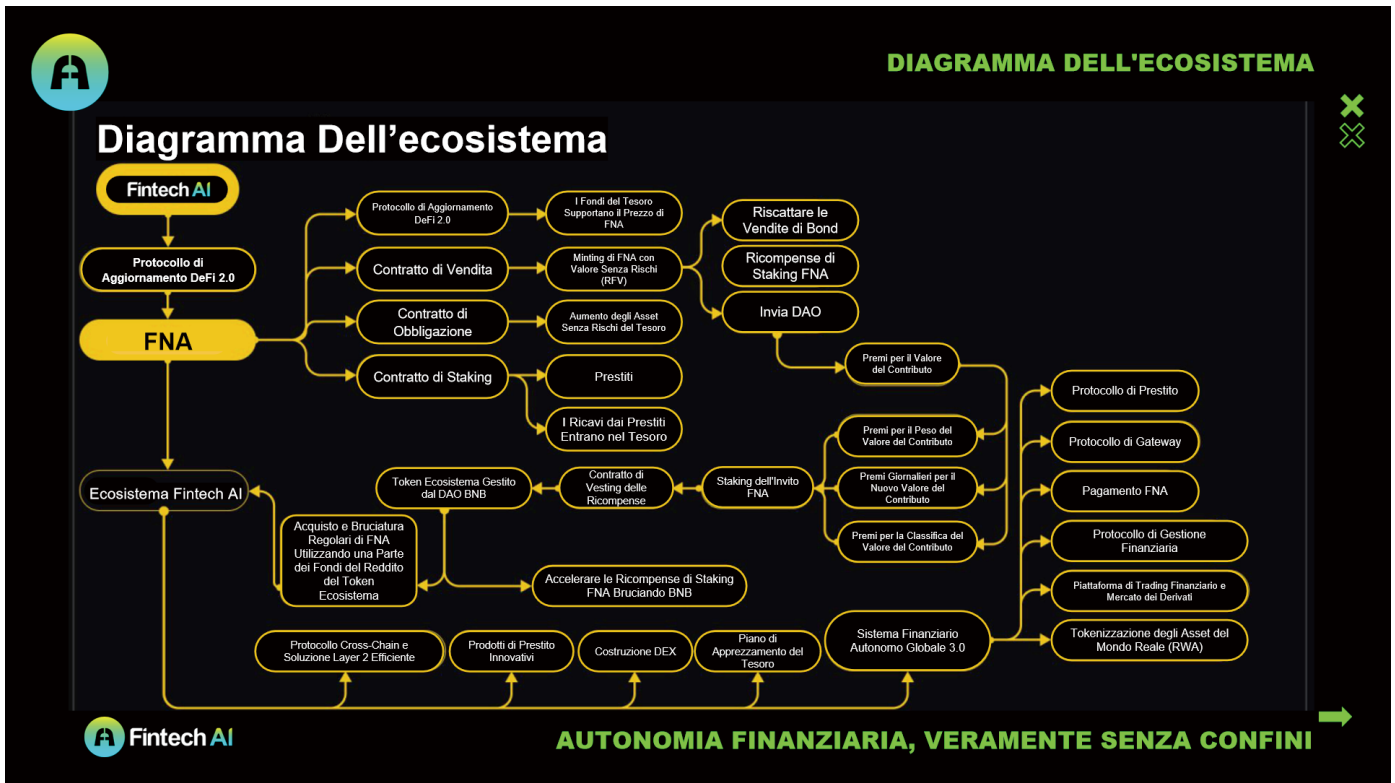 DIAGRAMMA DELL'ECOSISTEMA
Diagramma Dell’ecosistema
Fintech AI
Protocollo di
Aggiornamento DeFi 2.0
FNA
Protocollo di Aggiornamento
DeFi 2.0
I Fondi del Tesoro
Supportano il Prezzo di
FNA
Contratto di Vendita
Minting di FNA con
Valore Senza Rischi
(RFV)
Contratto di
Obbligazione
Aumento degli Asset
Senza Rischi del Tesoro
Contratto di Staking
Prestiti
I Ricavi dai Prestiti
Entrano nel Tesoro
Riscattare le
Vendite di Bond
Ricompense di
Staking FNA
Invia DAO
Premi per il Valore
del Contributo
Premi per il Peso del
Valore del Contributo
Premi Giornalieri per il
Nuovo Valore del
Contributo
Premi per la Classifica del
Valore del Contributo
Staking dell'Invito
FNA
Contratto di
Vesting delle
Ricompense
Token Ecosistema Gestito
dal DAO BNB
Ecosistema Fintech AI
Acquisto e Bruciatura
Regolari di FNA
Utilizzando una Parte
dei Fondi del Reddito
del Token
Ecosistema
Accelerare le Ricompense di Staking
FNA Bruciando BNB
Protocollo di Prestito
Protocollo di Gateway
Pagamento FNA
Protocollo di Gestione
Finanziaria
Piattaforma di Trading Finanziario e
Mercato dei Derivati
Tokenizzazione degli Asset del
Mondo Reale (RWA)
Protocollo Cross-Chain e
Soluzione Layer 2 Efficiente
Prodotti di Prestito
Innovativi
Costruzione DEX
Piano di
Apprezzamento del
Tesoro
Sistema Finanziario
Autonomo Globale 3.0
Fintech AI
AUTONOMIA FINANZIARIA, VERAMENTE SENZA CONFINI